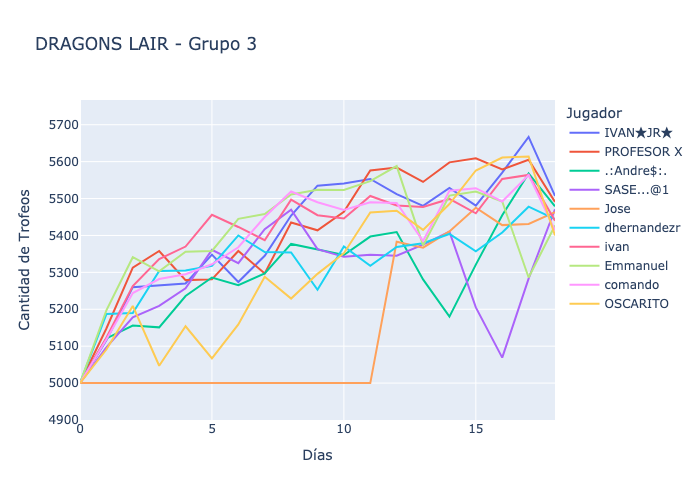 DRAGONS LAIR - Grupo 3
Cantidad de Trofeos
5700
5600
5500
5400
5300
5200
5100
5000
4900
0
5
10
15
Días
Jugador
IVAN★JR★
PROFESOR X
.:Andre$:.
SASE...@1
Jose
dhernandezr
ivan
Emmanuel
comando
OSCARITO